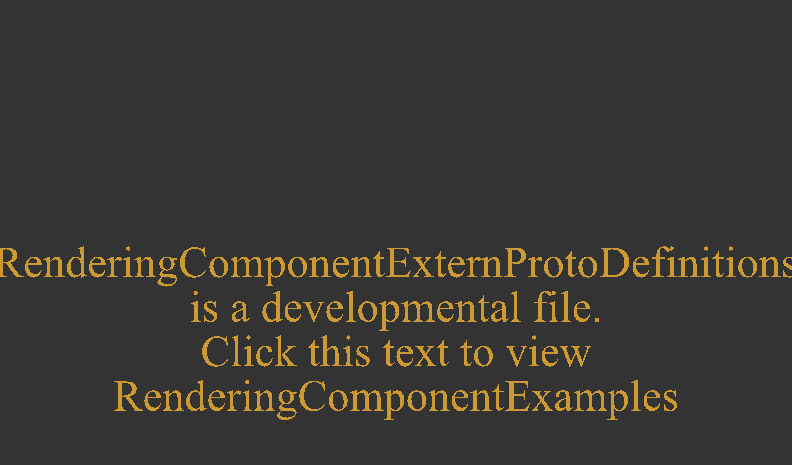 RenderingComponentExternProtoDefinitions
is a developmental file.
Click this text to view
RenderingComponentExamples